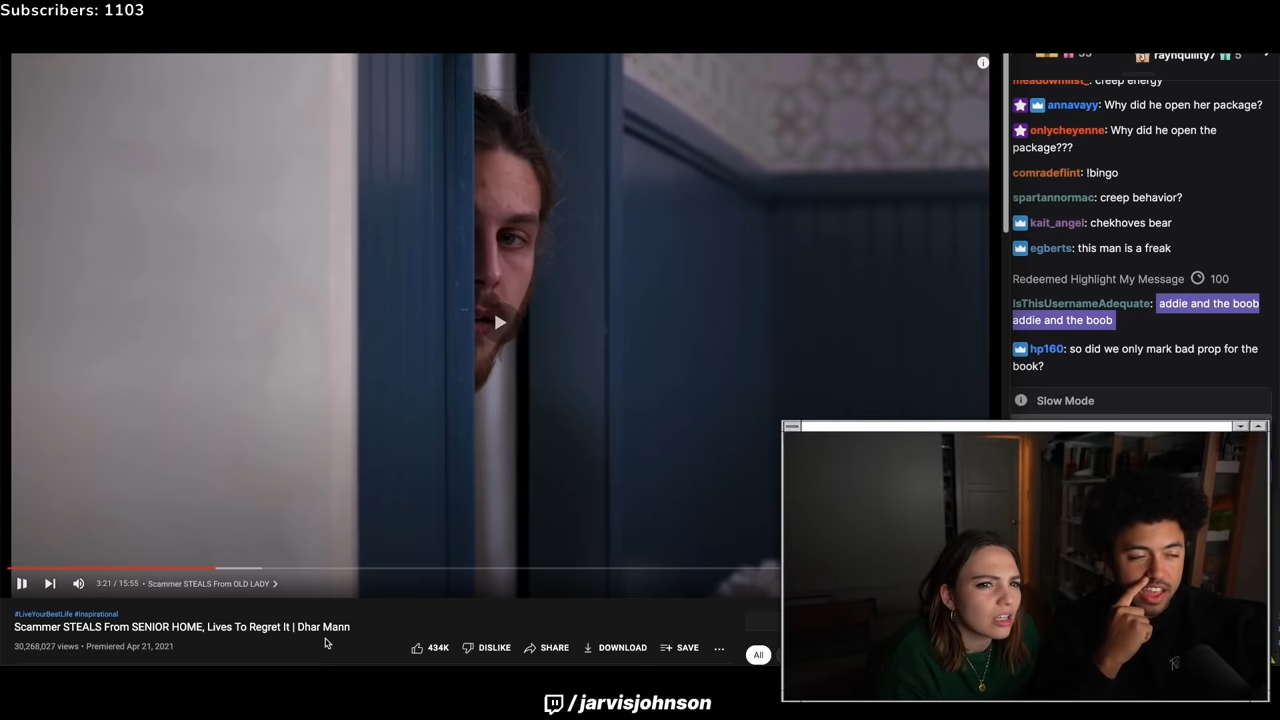 Subscribers: 1103
raynquility7 5
creep energy
annavayy: Why did he open her package?
onlycheyenne: Why did he open the
package???
comradeflint: !bingo
spartannormac: creep behavior?
kait_angel: chekhoves bear
egberts: this man is a freak
Redeemed Highlight My Message 100
IsThisUsernameAdequate: addie and the boob
addie and the boob
hp160: so did we only mark bad prop for the
book?
Slow Mode
3:21 / 15:55 • Scammer STEALS From OLD LADY
#LiveYourBestLife #Inspirational
Scammer STEALS From SENIOR HOME, Lives To Regret It | Dhar Mann
30,268,027 views • Premiered Apr 21, 2021
434K DISLIKE SHARE DOWNLOAD SAVE ...
All
/jarvisjohnson